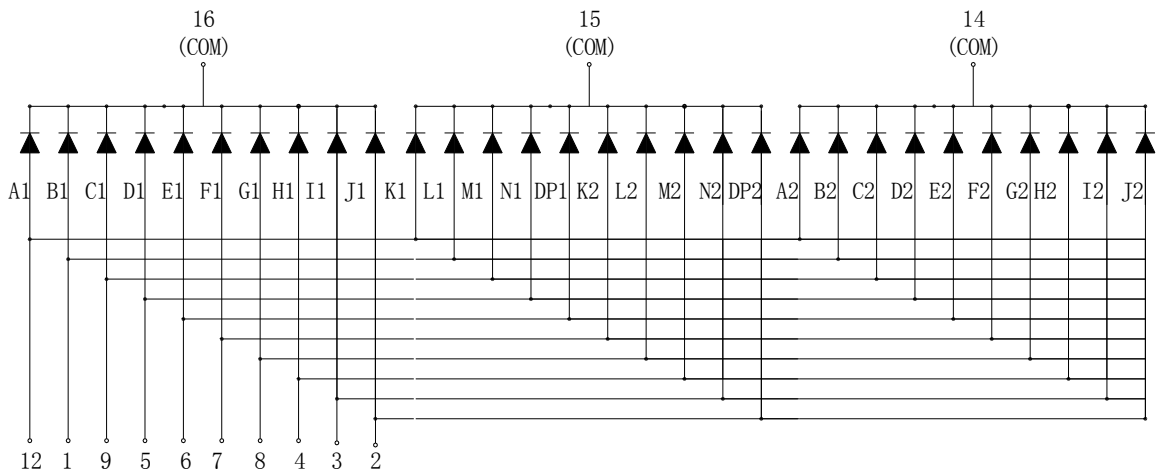 16 15 14
(COM) (COM) (COM)
A1 B1 C1 D1 E1 F1 G1 H1 I1 J1 K1 L1 M1 N1 DP1 K2 L2 M2 N2 DP2 A2 B2 C2 D2 E2 F2 G2 H2 I2 J2
12 1 9 5 6 7 8 4 3 2